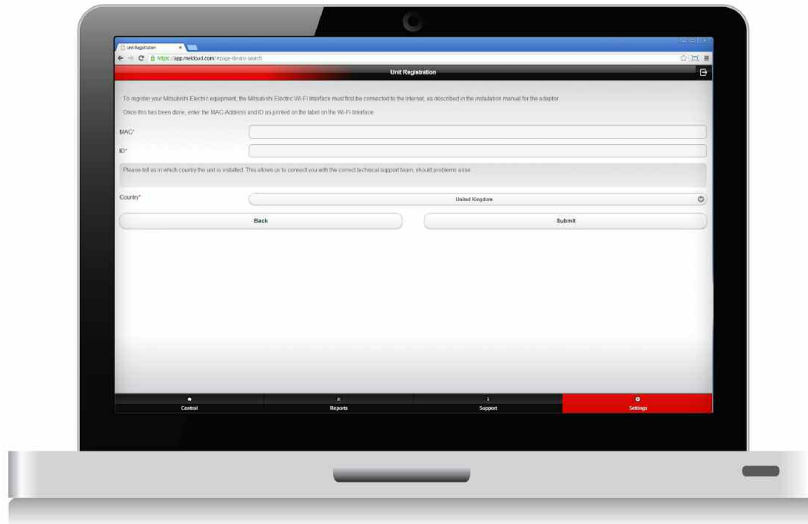 Unit Registration
https://app.melcloud.com/#page-device-search
Unit Registration
To register your Mitsubishi Electric equipment, the Mitsubishi Electric Wi-Fi Interface must first be connected to the Internet, as described in the installation manual for the adaptor.
Once this has been done, enter the MAC-Address and ID as printed on the label on the Wi-Fi Interface.
MAC*
ID*
Please tell us in which country the unit is installed. This allows us to connect you with the correct technical support team, should problems arise.
Country* United Kingdom
Back Submit
Control Reports Support Settings